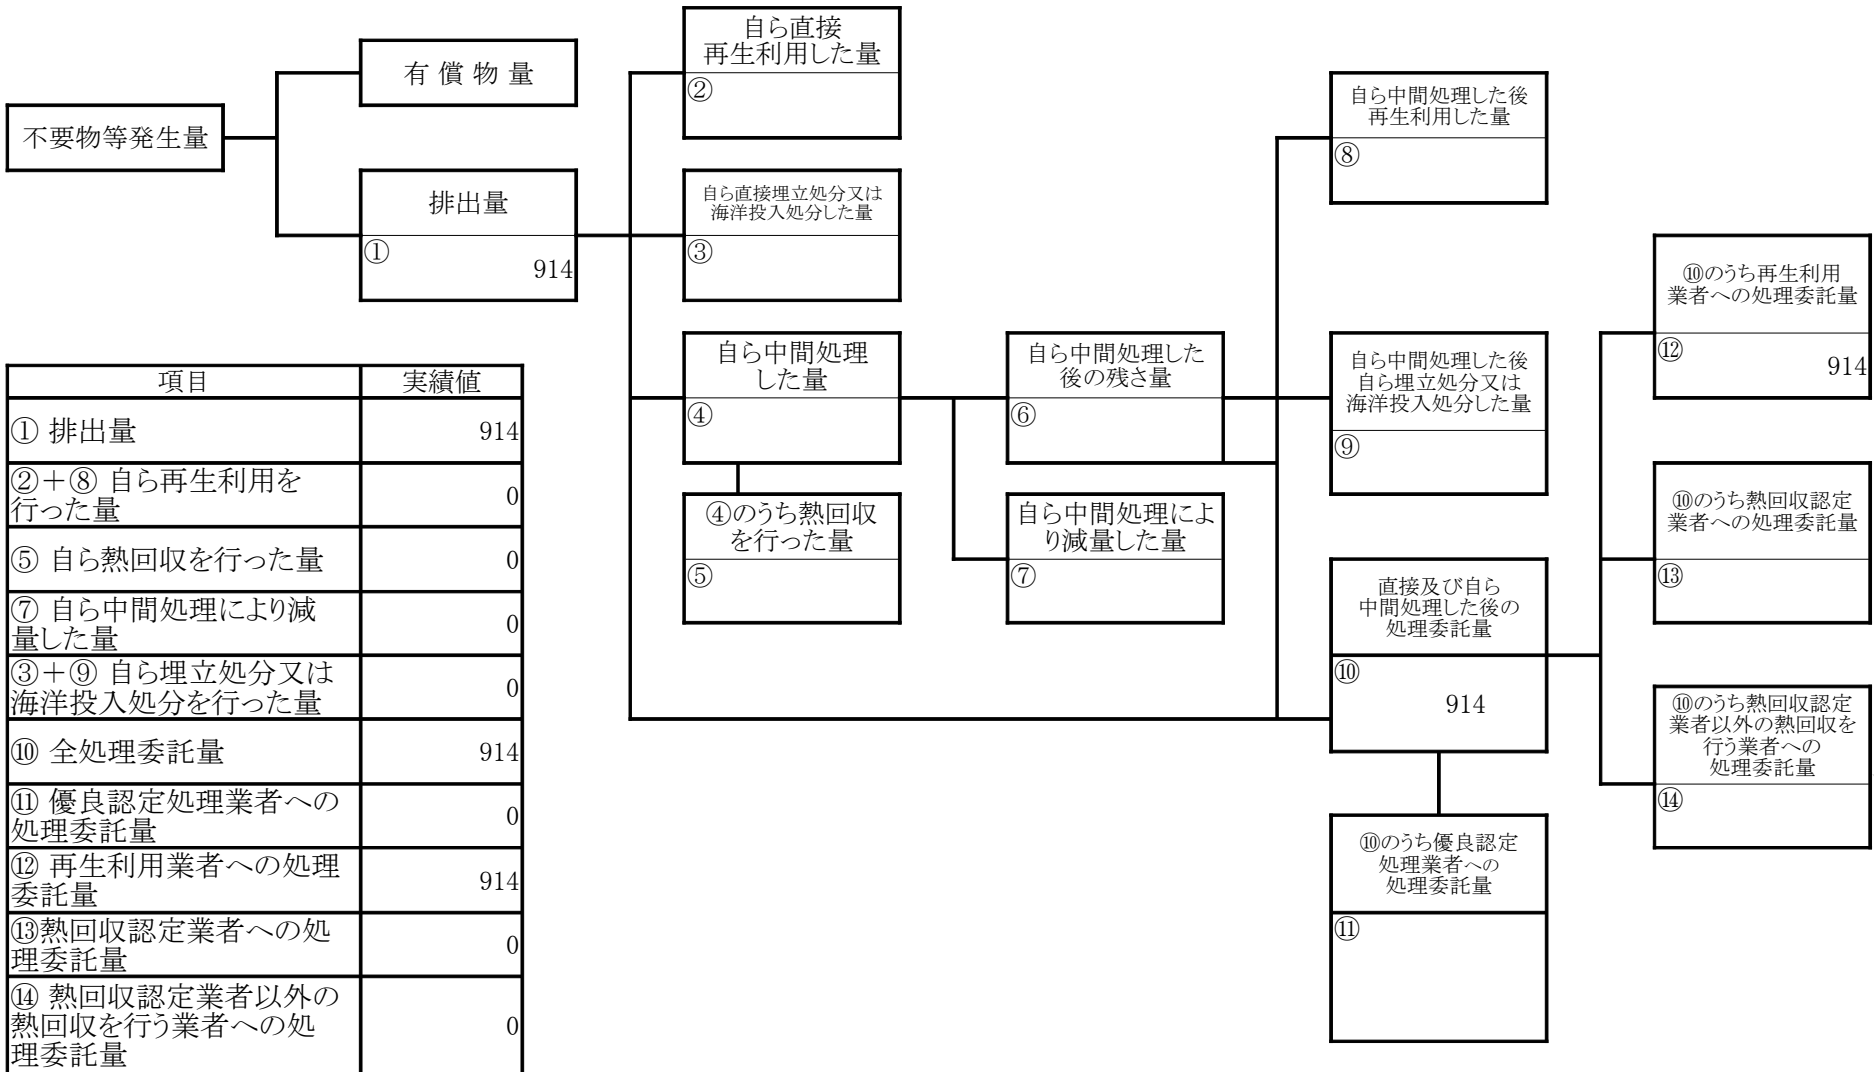 不要物等発生量
有 償 物 量
排出量
①
914
自ら直接
再生利用した量
②
自ら直接埋立処分又は
海洋投入処分した量
③
自ら中間処理
した量
④
④のうち熱回収
を行った量
⑤
自ら中間処理した
後の残さ量
⑥
自ら中間処理によ
り減量した量
⑦
自ら中間処理した後
再生利用した量
⑧
自ら中間処理した後
自ら埋立処分又は
海洋投入処分した量
⑨
直接及び自ら
中間処理した後の
処理委託量
⑩
914
⑩のうち優良認定
処理業者への
処理委託量
⑪
⑩のうち再生利用
業者への処理委託量
⑫
914
⑩のうち熱回収認定
業者への処理委託量
⑬
⑩のうち熱回収認定
業者以外の熱回収を
行う業者への
処理委託量
⑭
項目 実績値
① 排出量 914
②＋⑧ 自ら再生利用を
行った量 0
⑤ 自ら熱回収を行った量 0
⑦ 自ら中間処理により減
量した量 0
③＋⑨ 自ら埋立処分又は
海洋投入処分を行った量 0
⑩ 全処理委託量 914
⑪ 優良認定処理業者への
処理委託量 0
⑫ 再生利用業者への処理
委託量 914
⑬熱回収認定業者への処
理委託量 0
⑭ 熱回収認定業者以外の
熱回収を行う業者への処
理委託量 0